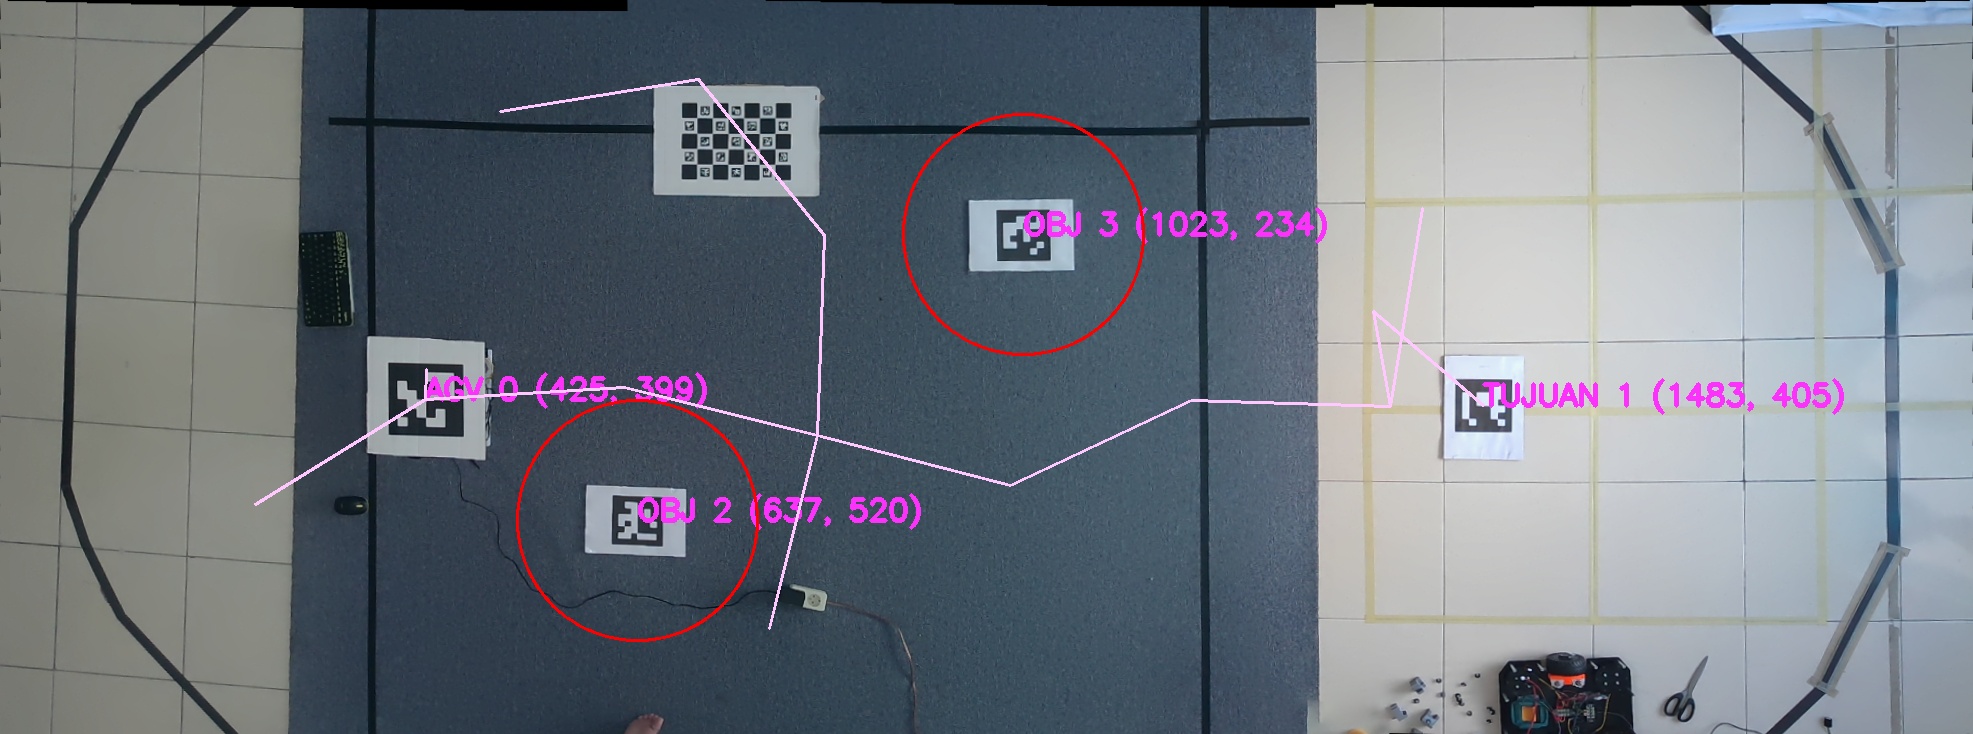 OBJ 3 (1023, 234)
AGV 0 (425, 399)
TUJUAN 1 (1483, 405)
OBJ 2 (637, 520)